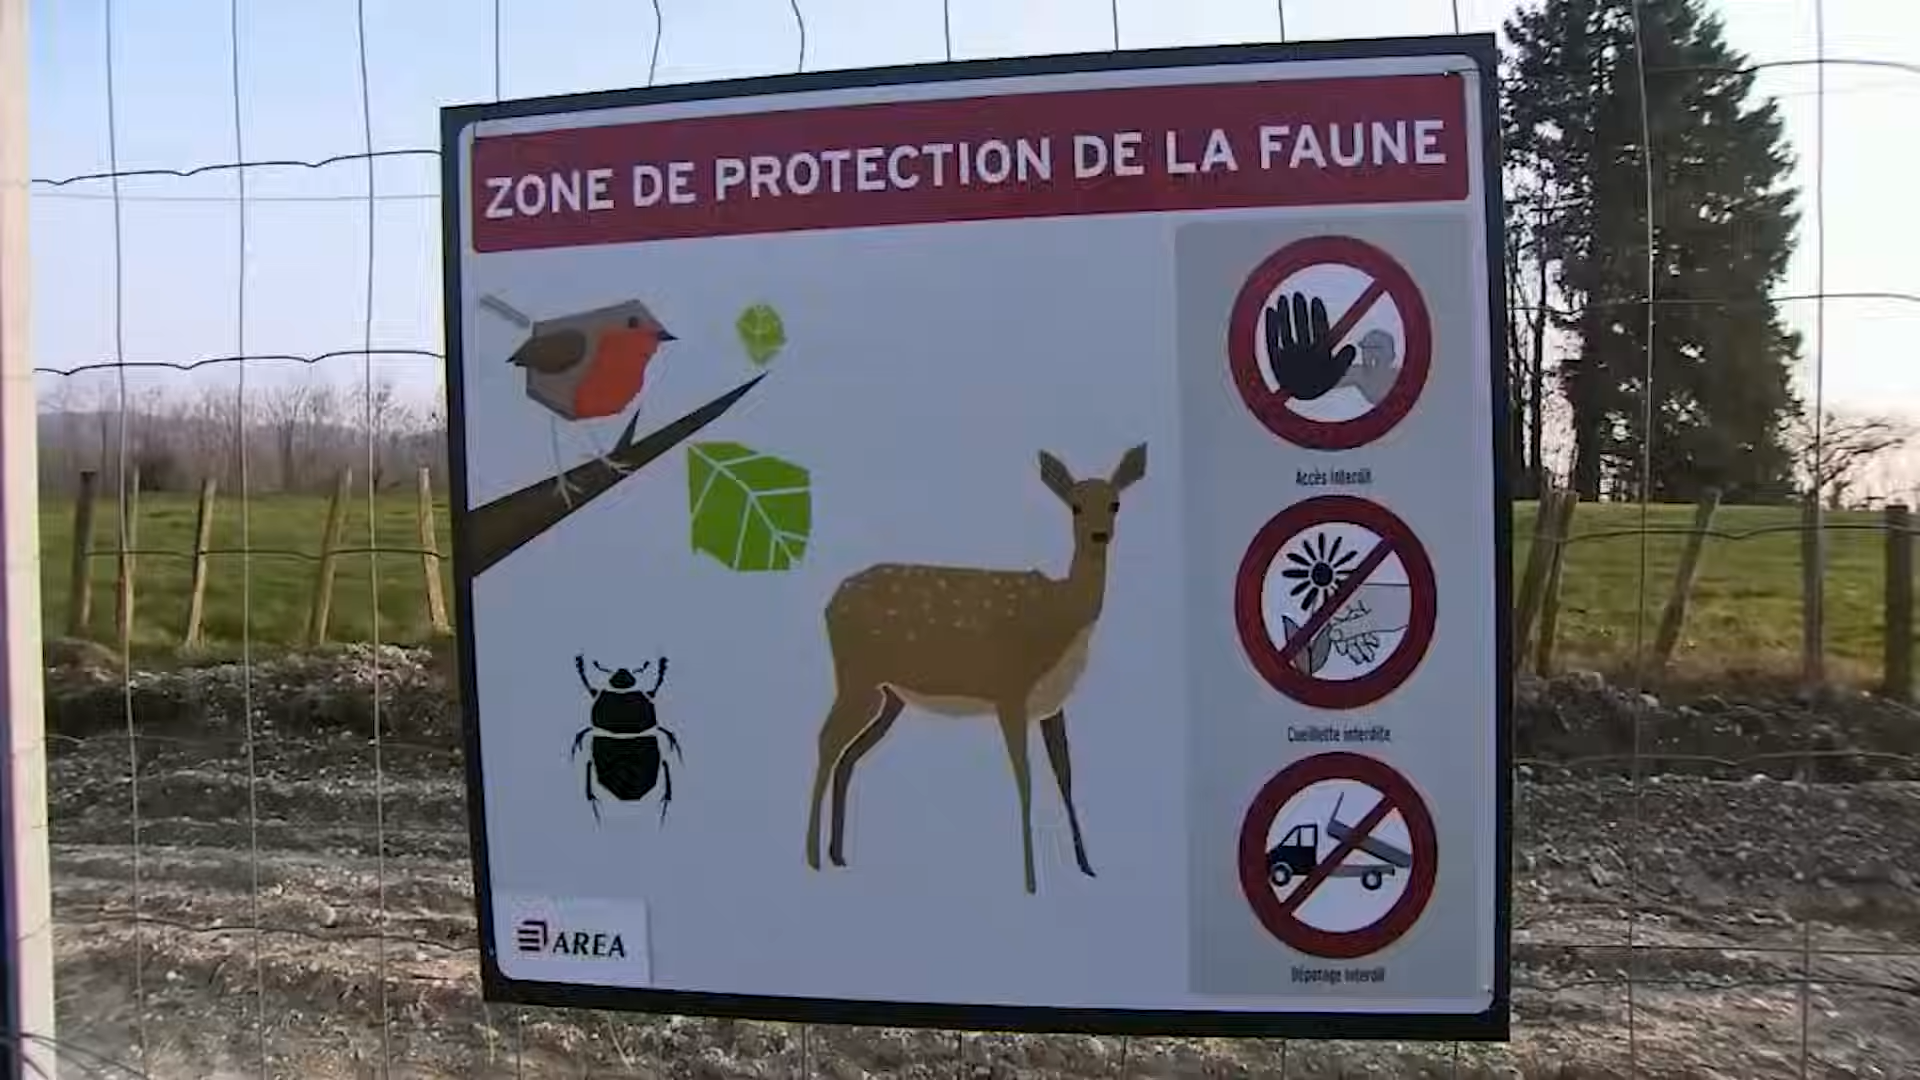 ZONE DE PROTECTION DE LA FAUNE
Accès interdit
Cueillette interdite
Dépotage interdit
AREA